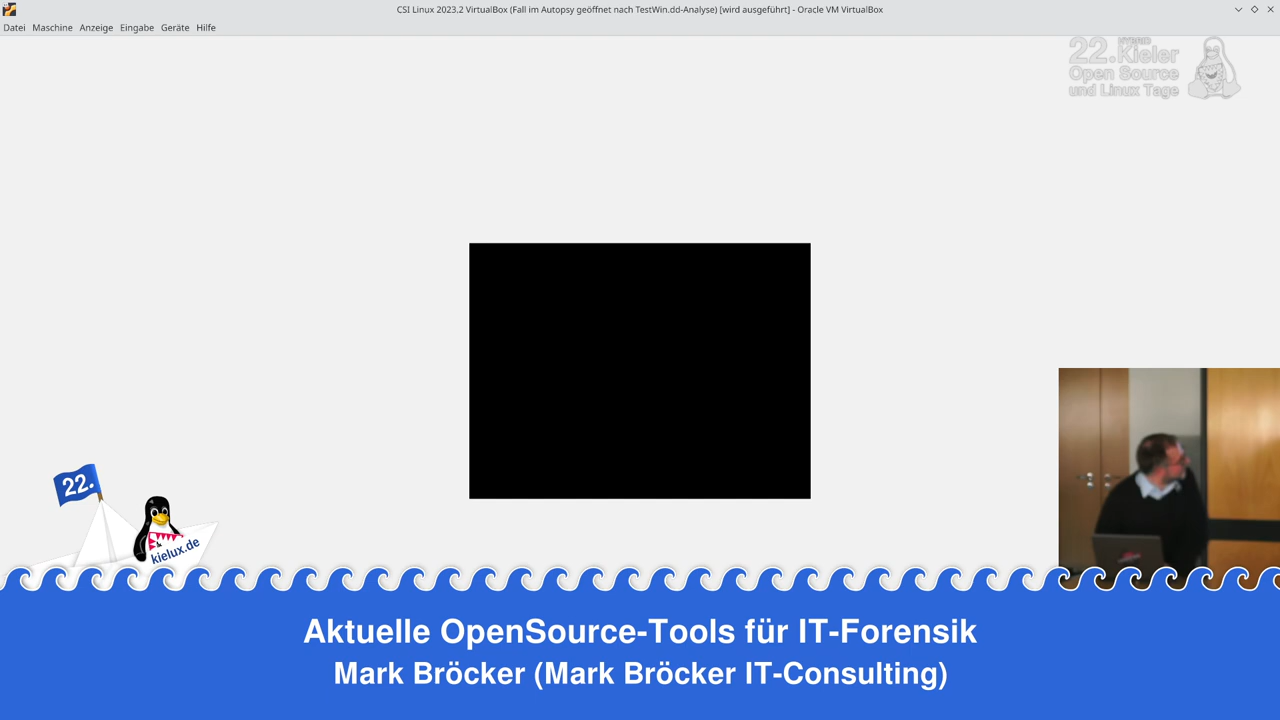 CSI Linux 2023.2 VirtualBox (Fall im Autopsy geöffnet nach TestWin.dd-Analyse) [wird ausgeführt] - Oracle VM VirtualBox
Datei Maschine Anzeige Eingabe Geräte Hilfe
HYBRID
22.Kieler
Open Source
und Linux Tage
22.
kielux.de
Aktuelle OpenSource-Tools für IT-Forensik
Mark Bröcker (Mark Bröcker IT-Consulting)